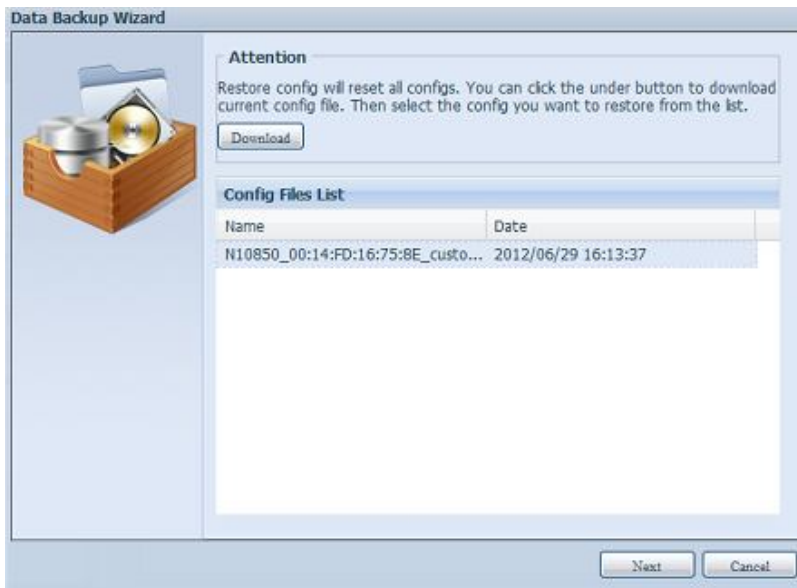 Data Backup Wizard
Attention
Restore config will reset all configs. You can click the under button to download
current config file. Then select the config you want to restore from the list.
Download
Config Files List
Name Date
N10850_00:14:FD:16:75:8E_custo... 2012/06/29 16:13:37
Next Cancel